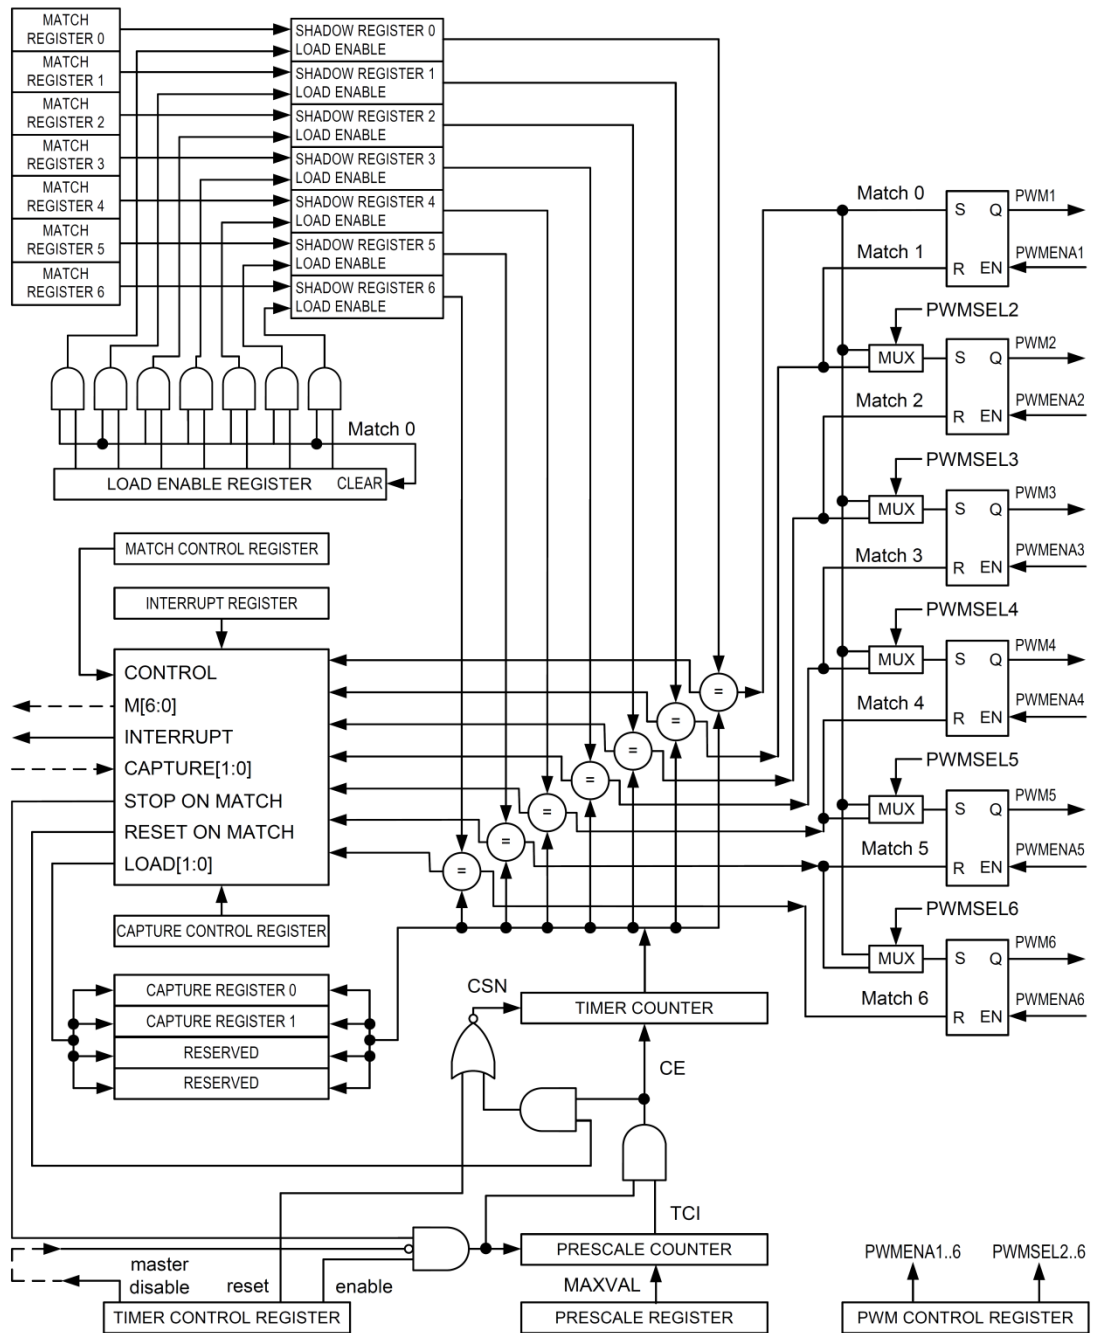 MATCH
REGISTER 0
MATCH
REGISTER 1
MATCH
REGISTER 2
MATCH
REGISTER 3
MATCH
REGISTER 4
MATCH
REGISTER 5
MATCH
REGISTER 6
SHADOW REGISTER 0
LOAD ENABLE
SHADOW REGISTER 1
LOAD ENABLE
SHADOW REGISTER 2
LOAD ENABLE
SHADOW REGISTER 3
LOAD ENABLE
SHADOW REGISTER 4
LOAD ENABLE
SHADOW REGISTER 5
LOAD ENABLE
SHADOW REGISTER 6
LOAD ENABLE
Match 0
LOAD ENABLE REGISTER CLEAR
MATCH CONTROL REGISTER
INTERRUPT REGISTER
CONTROL
M[6:0]
INTERRUPT
CAPTURE[1:0]
STOP ON MATCH
RESET ON MATCH
LOAD[1:0]
CAPTURE CONTROL REGISTER
CAPTURE REGISTER 0
CAPTURE REGISTER 1
RESERVED
RESERVED
=
=
=
=
=
=
=
Match 0
S Q PWM1
Match 1
R EN PWMENA1
PWMSEL2
MUX S Q PWM2
Match 2
R EN PWMENA2
PWMSEL3
MUX S Q PWM3
Match 3
R EN PWMENA3
PWMSEL4
MUX S Q PWM4
Match 4
R EN PWMENA4
PWMSEL5
MUX S Q PWM5
Match 5
R EN PWMENA5
PWMSEL6
MUX S Q PWM6
Match 6
R EN PWMENA6
CSN
TIMER COUNTER
CE
TCI
PRESCALE COUNTER
MAXVAL
PRESCALE REGISTER
master
disable
reset
enable
TIMER CONTROL REGISTER
PWMENA1..6 PWMSEL2..6
PWM CONTROL REGISTER